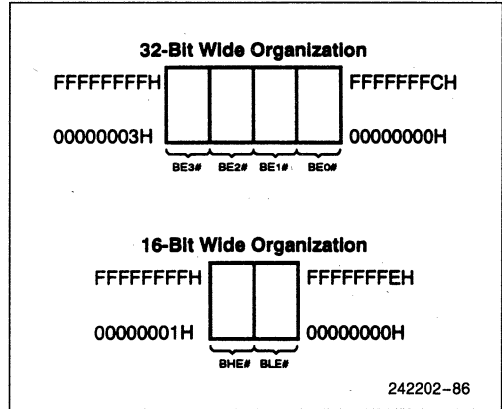 32-Bit Wide Organization
FFFFFFFFH FFFFFFFCH
00000003H 00000000H
BE3# BE2# BE1# BE0#
16-Bit Wide Organization
FFFFFFFFH FFFFFFFEH
00000001H 00000000H
BHE# BLE#
242202-86